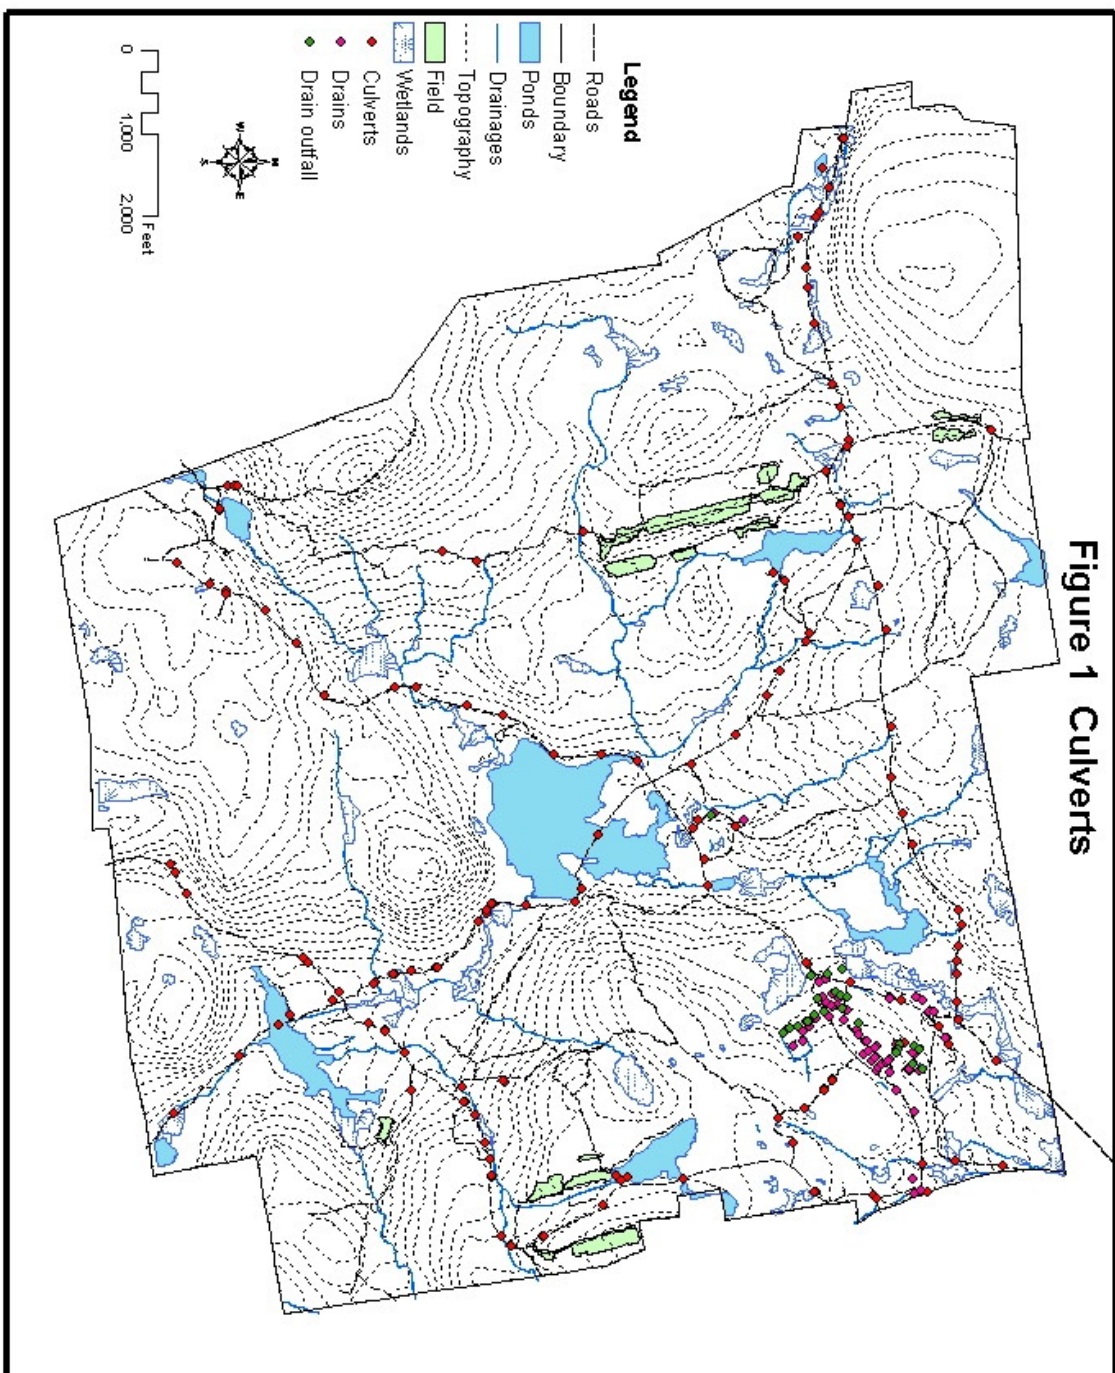 Figure 1 Culverts
Legend
Roads
Boundary
Ponds
Drainages
Topography
Field
Wetlands
Culverts
Drains
Drain outfall
0 1,000 2,000
Feet
N
W E
S